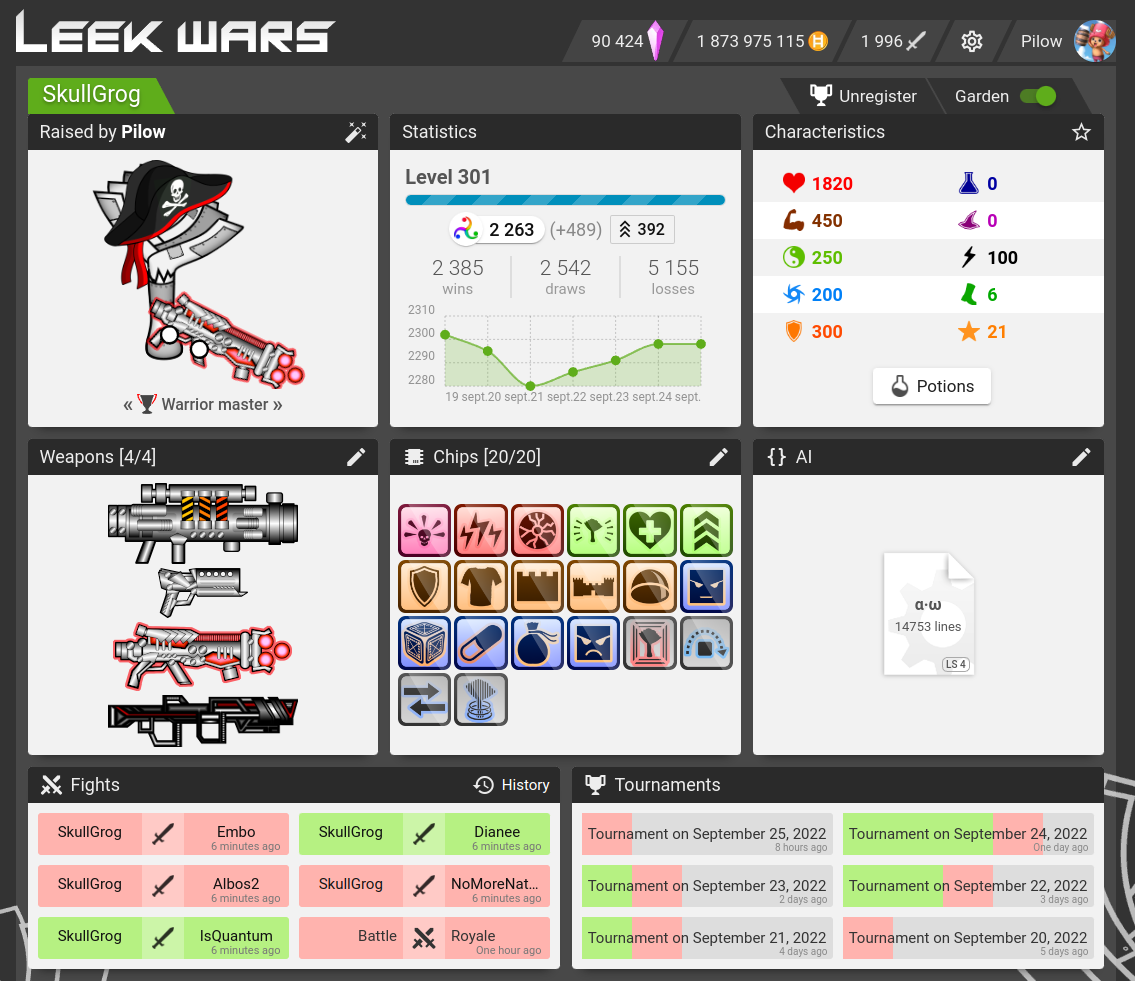 LEEK WARS
90 424
1 873 975 115
1 996
Pilow
SkullGrog
Unregister
Garden
Raised by Pilow
« Warrior master »
Statistics
Level 301
2 263 (+489) 392
2 385 2 542 5 155
wins draws losses
2310
2300
2290
2280
19 sept.20 sept.21 sept.22 sept.23 sept.24 sept.
Characteristics
1820 0
450 0
250 100
200 6
300 21
Potions
Weapons [4/4]
Chips [20/20]
{} AI
α·ω
14753 lines
LS 4
Fights
History
SkullGrog Embo
6 minutes ago
SkullGrog Dianee
6 minutes ago
SkullGrog Albos2
6 minutes ago
SkullGrog NoMoreNat...
6 minutes ago
SkullGrog IsQuantum
6 minutes ago
Battle Royale
One hour ago
Tournaments
Tournament on September 25, 2022
8 hours ago
Tournament on September 24, 2022
One day ago
Tournament on September 23, 2022
2 days ago
Tournament on September 22, 2022
3 days ago
Tournament on September 21, 2022
4 days ago
Tournament on September 20, 2022
5 days ago